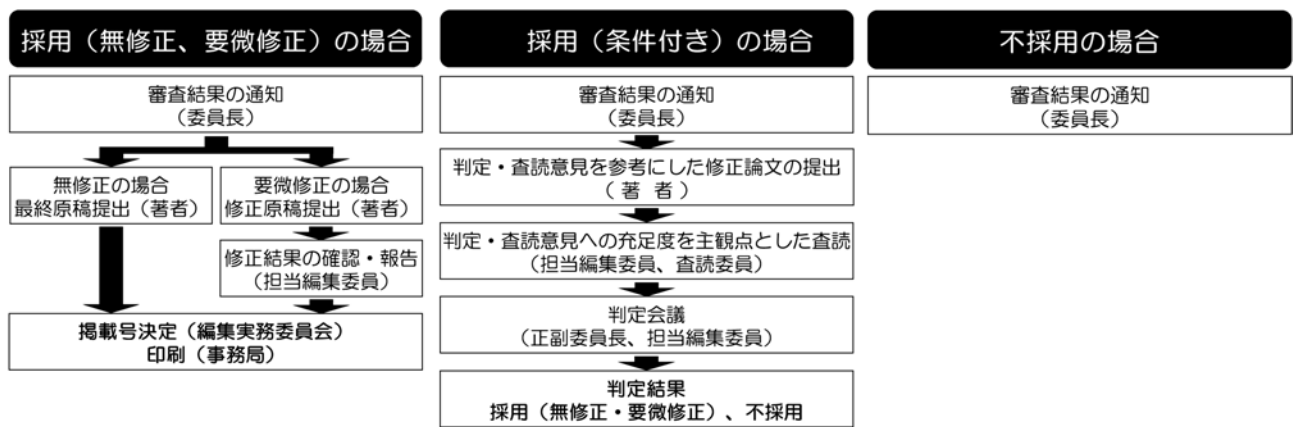 採用（無修正、要微修正）の場合
審査結果の通知
（委員長）
無修正の場合
最終原稿提出（著者）
要微修正の場合
修正原稿提出（著者）
修正結果の確認・報告
（担当編集委員）
掲載号決定（編集実務委員会）
印刷（事務局）
採用（条件付き）の場合
審査結果の通知
（委員長）
判定・査読意見を参考にした修正論文の提出
（著 者）
判定・査読意見への充足度を主観点とした査読
（担当編集委員、査読委員）
判定会議
（正副委員長、担当編集委員）
判定結果
採用（無修正・要微修正）、不採用
不採用の場合
審査結果の通知
（委員長）